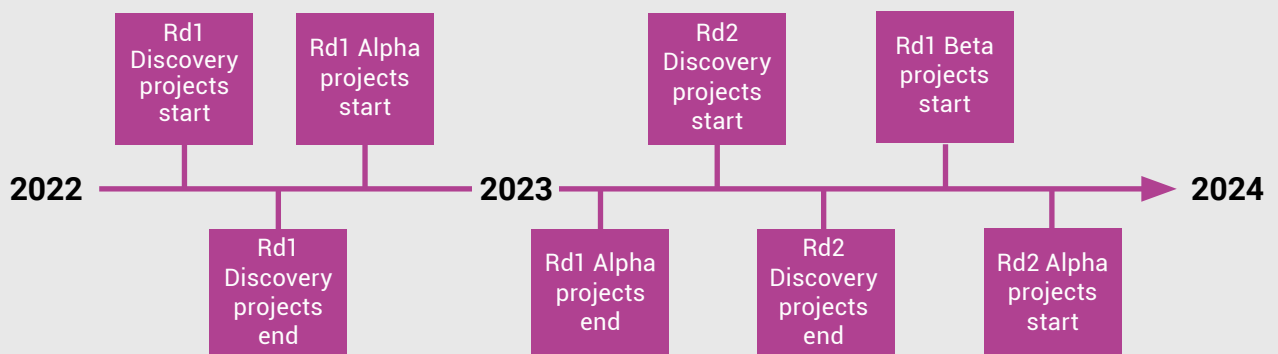 Rd1
Discovery
projects
start
Rd1 Alpha
projects
start
Rd2
Discovery
projects
start
Rd1 Beta
projects
start
2022
2023
2024
Rd1
Discovery
projects
end
Rd1 Alpha
projects
end
Rd2
Discovery
projects
end
Rd2 Alpha
projects
start